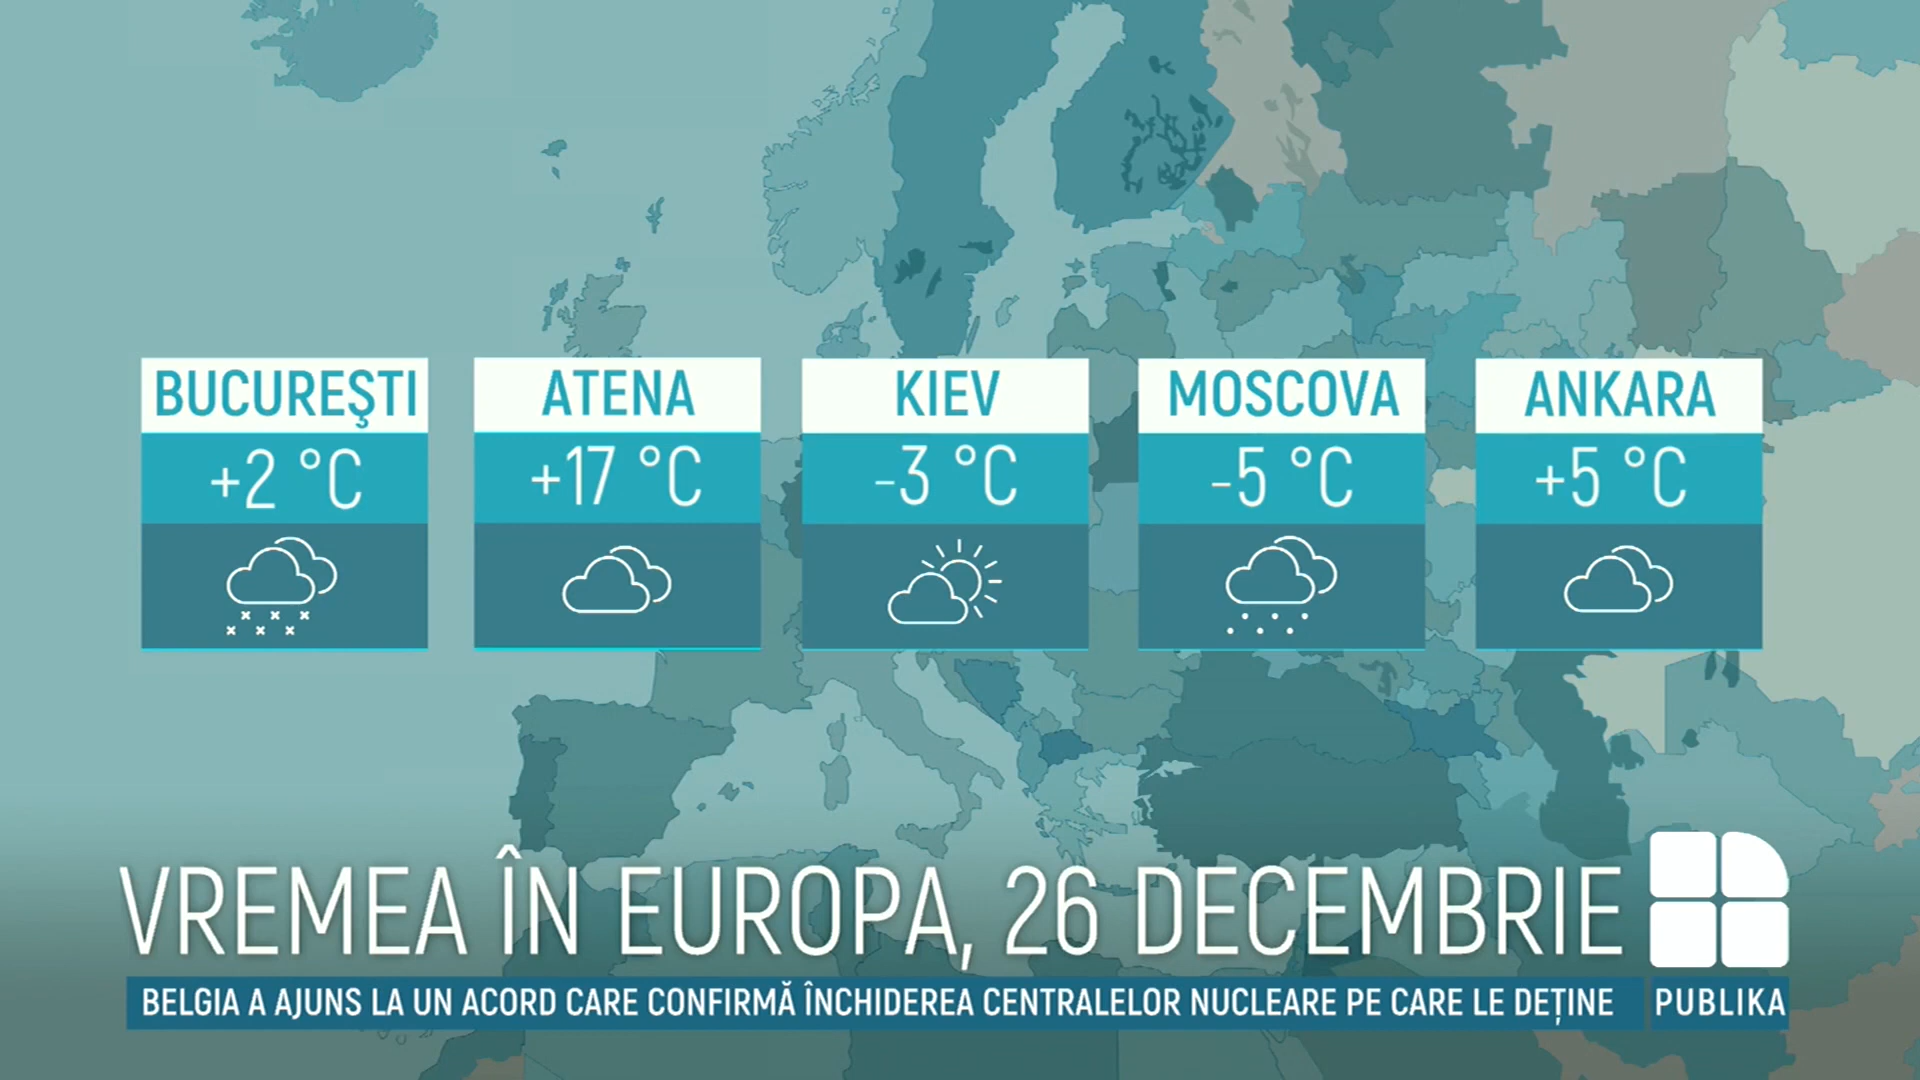 BUCUREŞTI
+2 °C
ATENA
+17 °C
KIEV
-3 °C
MOSCOVA
-5 °C
ANKARA
+5 °C
VREMEA ÎN EUROPA, 26 DECEMBRIE
BELGIA A AJUNS LA UN ACORD CARE CONFIRMĂ ÎNCHIDEREA CENTRALELOR NUCLEARE PE CARE LE DEȚINE
PUBLIKA